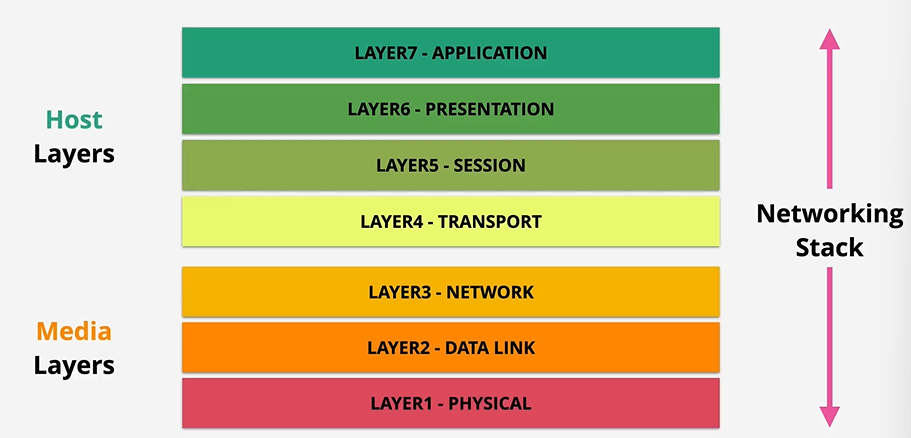 LAYER7 - APPLICATION
LAYER6 - PRESENTATION
Host
Layers
LAYER5 - SESSION
LAYER4 - TRANSPORT
Networking
Stack
LAYER3 - NETWORK
Media
Layers
LAYER2 - DATA LINK
LAYER1 - PHYSICAL